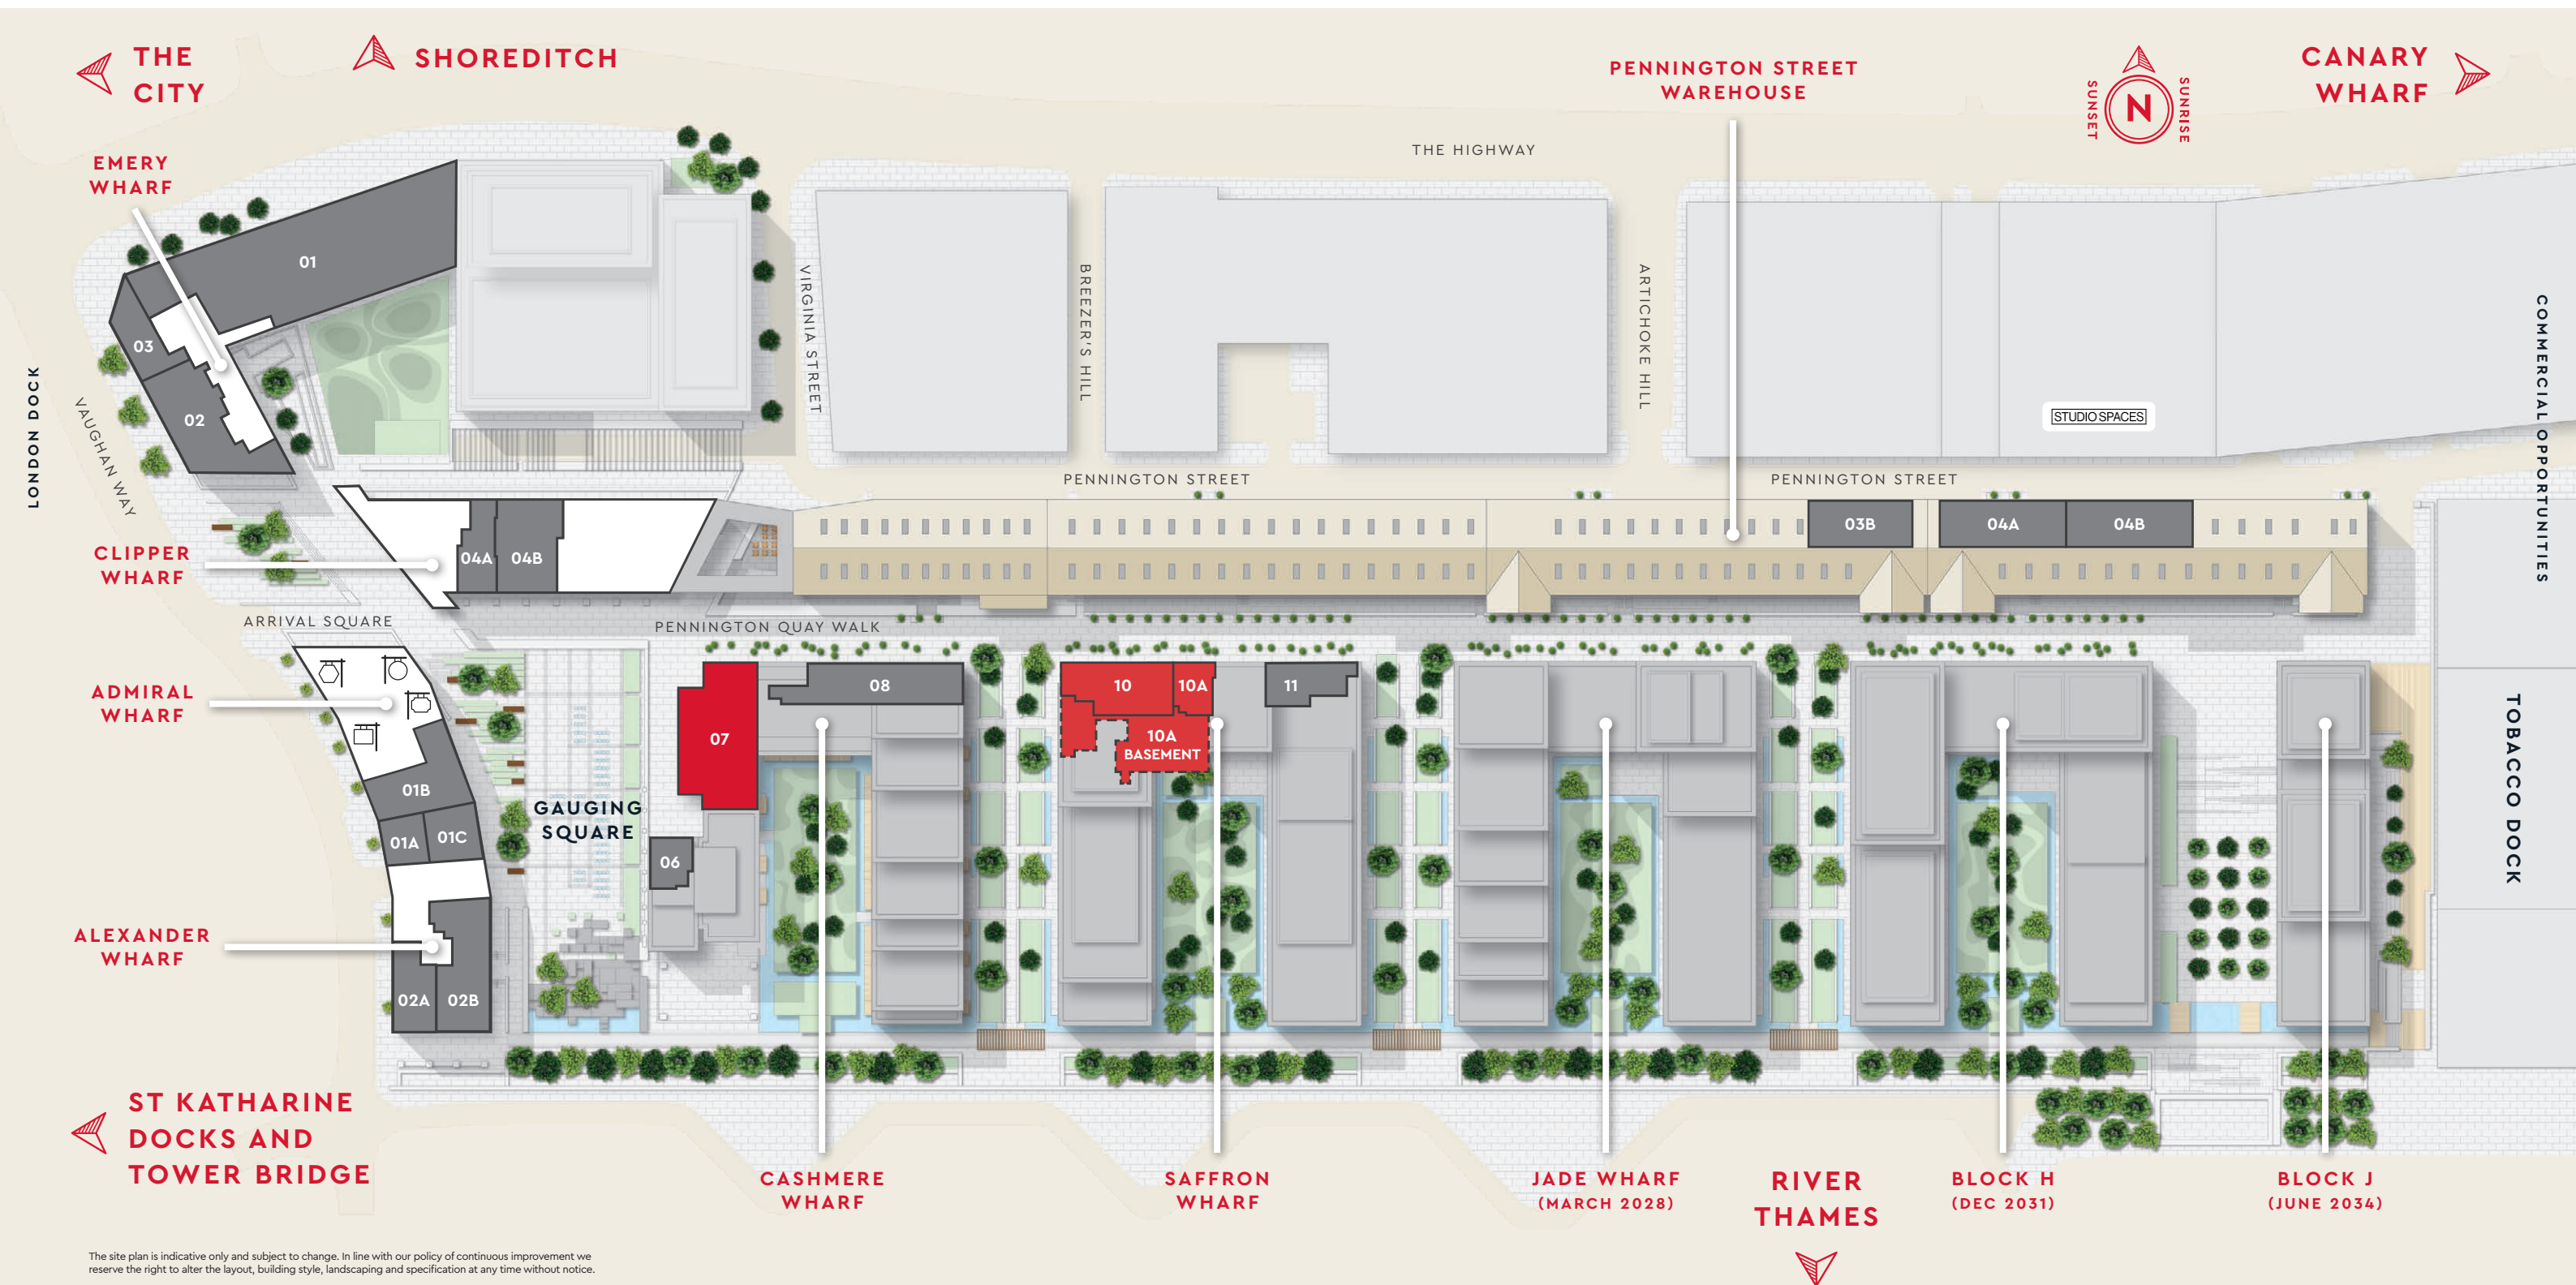 THE
CITY
SHOREDITCH
PENNINGTON STREET
WAREHOUSE
N
SUNSET
SUNRISE
CANARY
WHARF
EMERY
WHARF
THE HIGHWAY
01
03
02
VIRGINIA STREET
BREEZER'S HILL
ARTICHOKE HILL
STUDIO SPACES
COMMERCIAL OPPORTUNITIES
LONDON DOCK
VAUGHAN WAY
PENNINGTON STREET
PENNINGTON STREET
CLIPPER
WHARF
04A
04B
03B
04A
04B
ARRIVAL SQUARE
PENNINGTON QUAY WALK
ADMIRAL
WHARF
07
08
10
10A
10A
BASEMENT
11
01B
01A
01C
GAUGING
SQUARE
06
TOBACCO DOCK
ALEXANDER
WHARF
02A
02B
ST KATHARINE
DOCKS AND
TOWER BRIDGE
CASHMERE
WHARF
SAFFRON
WHARF
JADE WHARF
(MARCH 2028)
RIVER
THAMES
BLOCK H
(DEC 2031)
BLOCK J
(JUNE 2034)
The site plan is indicative only and subject to change. In line with our policy of continuous improvement we
reserve the right to alter the layout, building style, landscaping and specification at any time without notice.